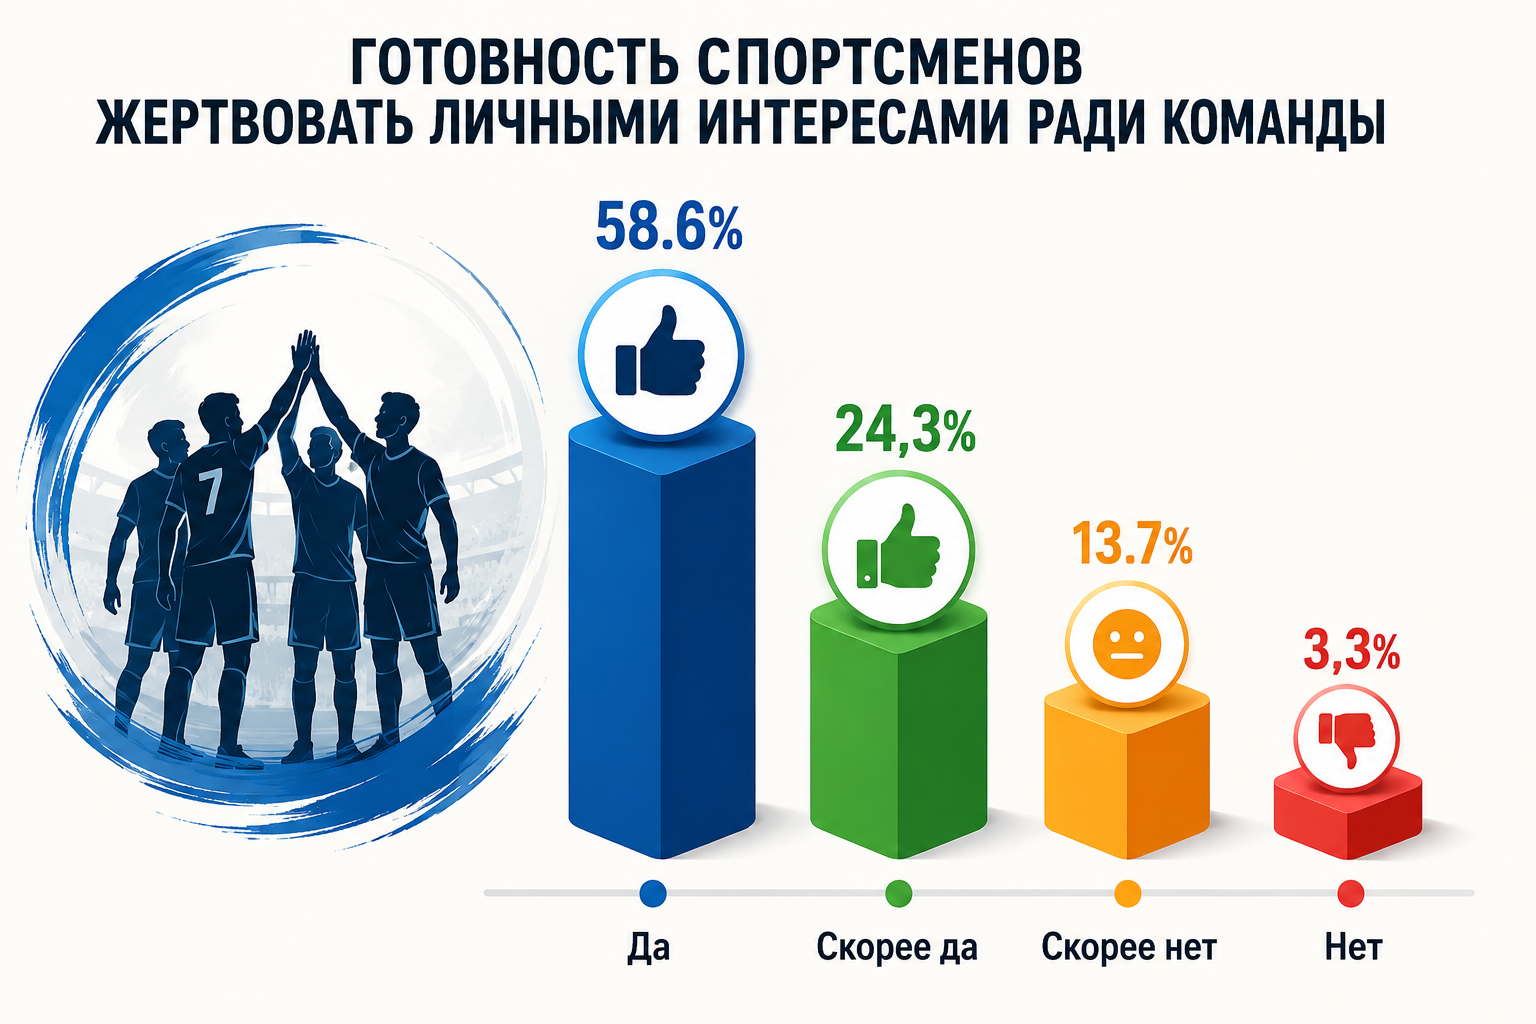 ГОТОВНОСТЬ СПОРТСМЕНОВ
ЖЕРТВОВАТЬ ЛИЧНЫМИ ИНТЕРЕСАМИ РАДИ КОМАНДЫ
58.6%
24,3%
13.7%
3,3%
7
Да
Скорее да
Скорее нет
Нет